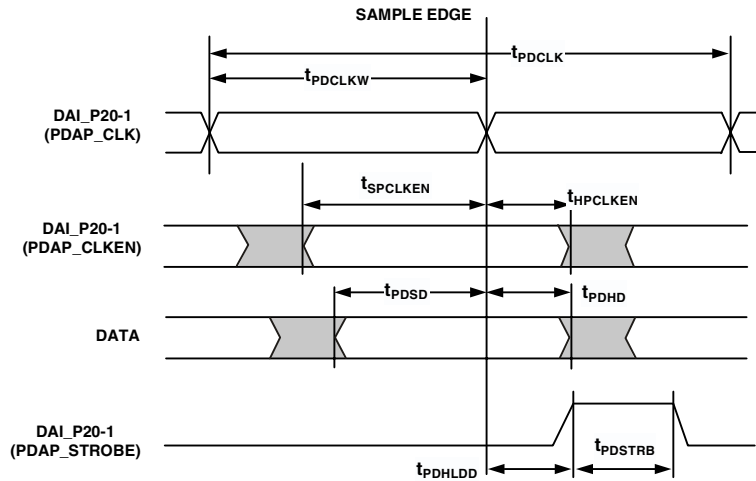 SAMPLE EDGE
tPDCLK
tPDCLKW
DAI_P20-1
(PDAP_CLK)
tSPCLKEN
tHPCLKEN
DAI_P20-1
(PDAP_CLKEN)
tPDSD
tPDHD
DATA
DAI_P20-1
(PDAP_STROBE)
tPDSTRB
tPDHLDD